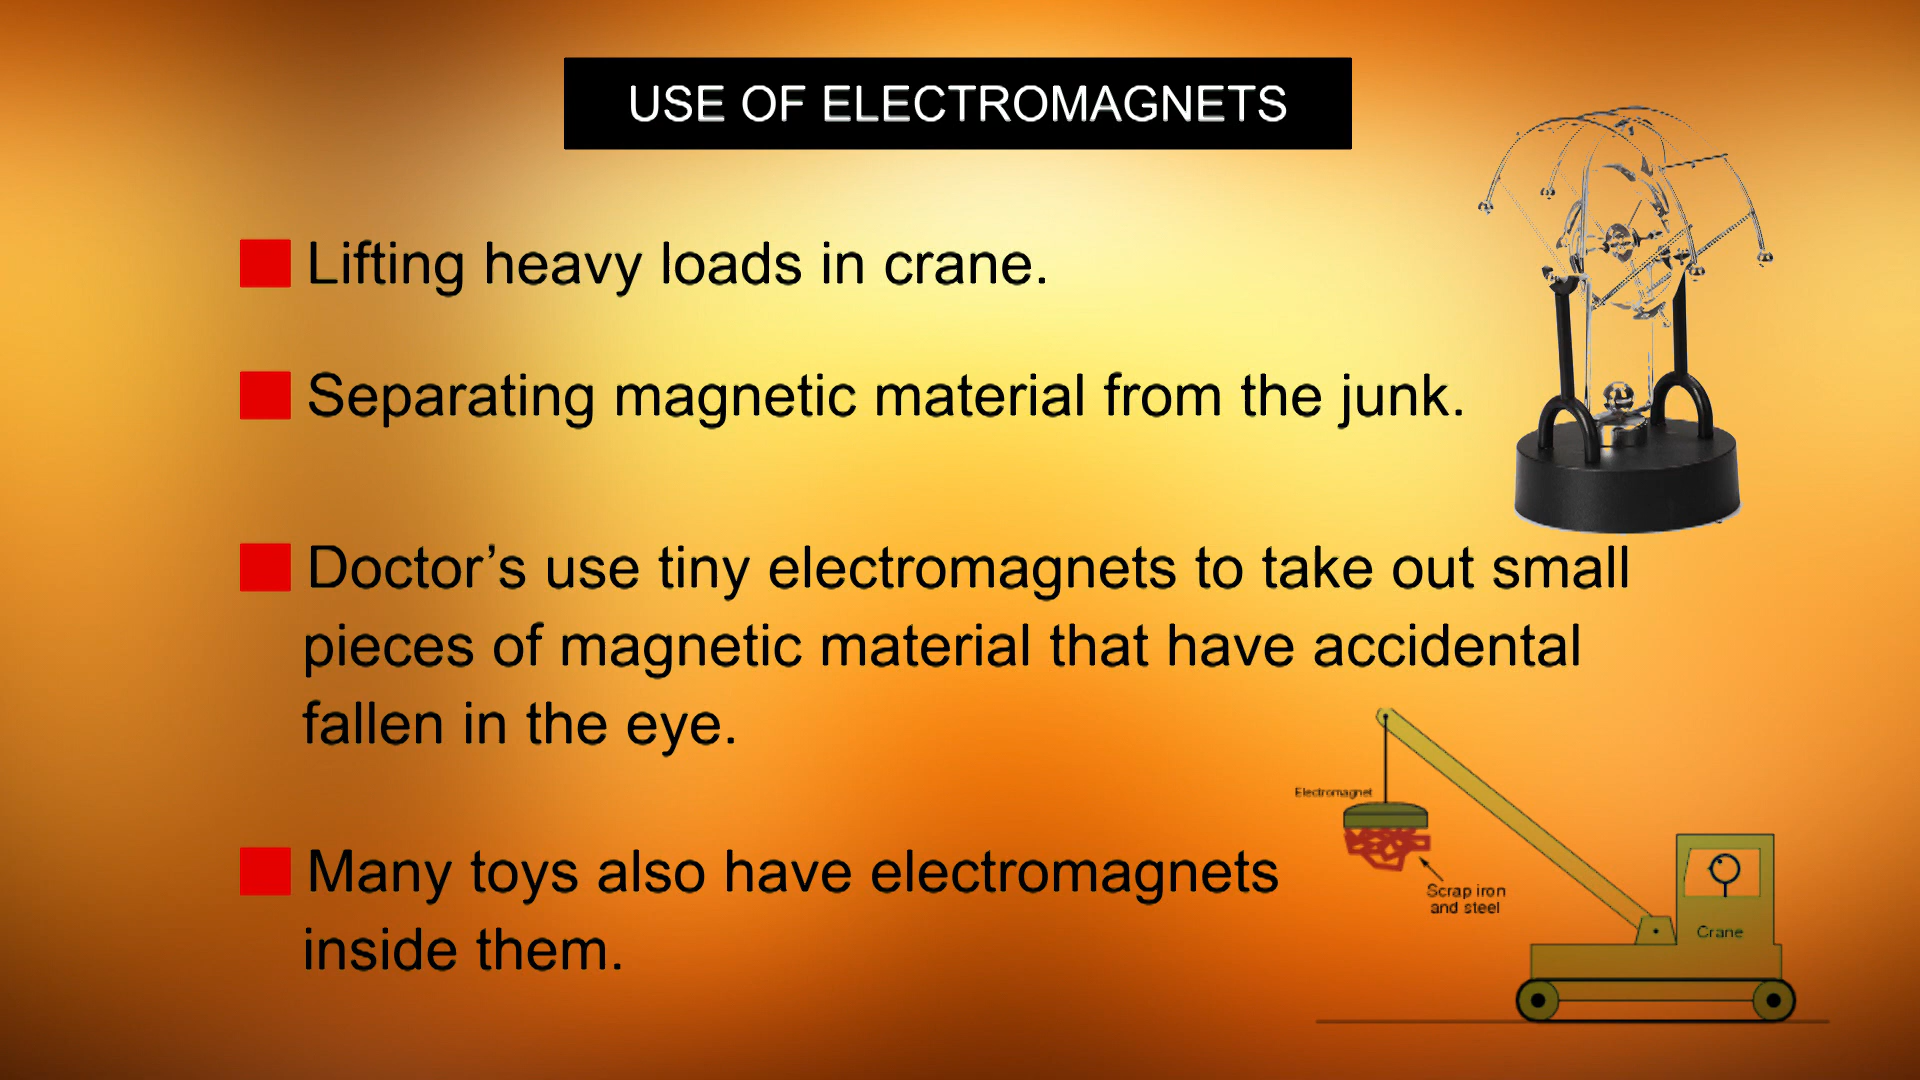 USE OF ELECTROMAGNETS
Lifting heavy loads in crane.
Separating magnetic material from the junk.
Doctor’s use tiny electromagnets to take out small
pieces of magnetic material that have accidental
fallen in the eye.
Many toys also have electromagnets
inside them.
Electromagnet
Scrap iron
and steel
Crane